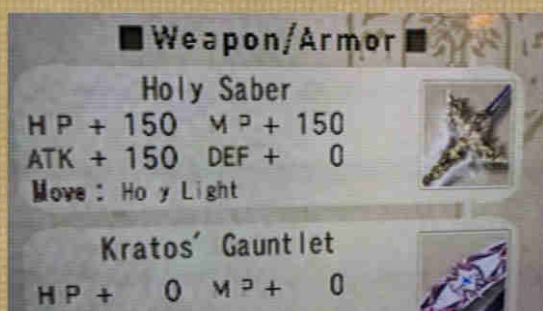 ■Weapon/Armor■
Holy Saber
HP + 150 MP + 150
ATK + 150 DEF + 0
Move : Holy Light
Kratos' Gauntlet
HP + 0 MP + 0